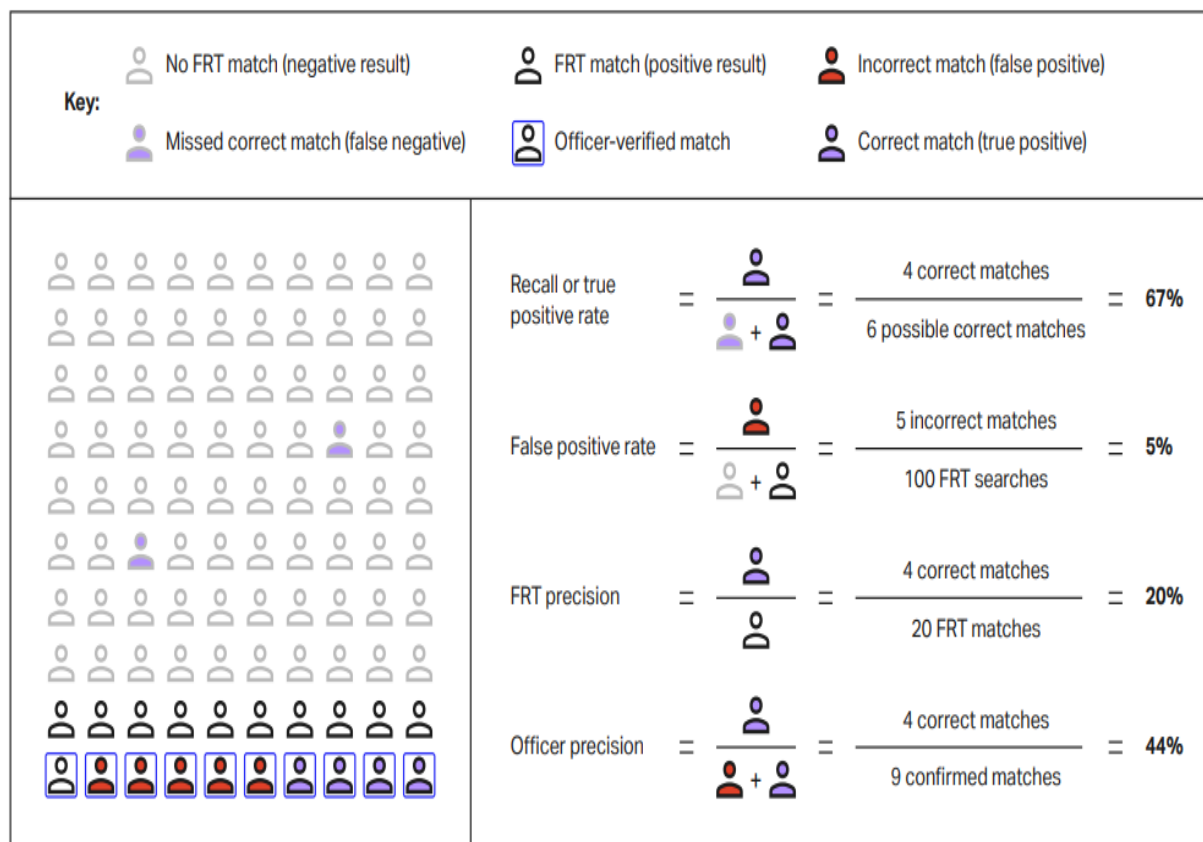 No FRT match (negative result)
FRT match (positive result)
Incorrect match (false positive)
Key:
Missed correct match (false negative)
Officer-verified match
Correct match (true positive)
Recall or true
positive rate
=
+
=
4 correct matches
6 possible correct matches
= 67%
False positive rate
=
+
=
5 incorrect matches
100 FRT searches
= 5%
FRT precision
=
=
4 correct matches
20 FRT matches
= 20%
Officer precision
=
+
=
4 correct matches
9 confirmed matches
= 44%